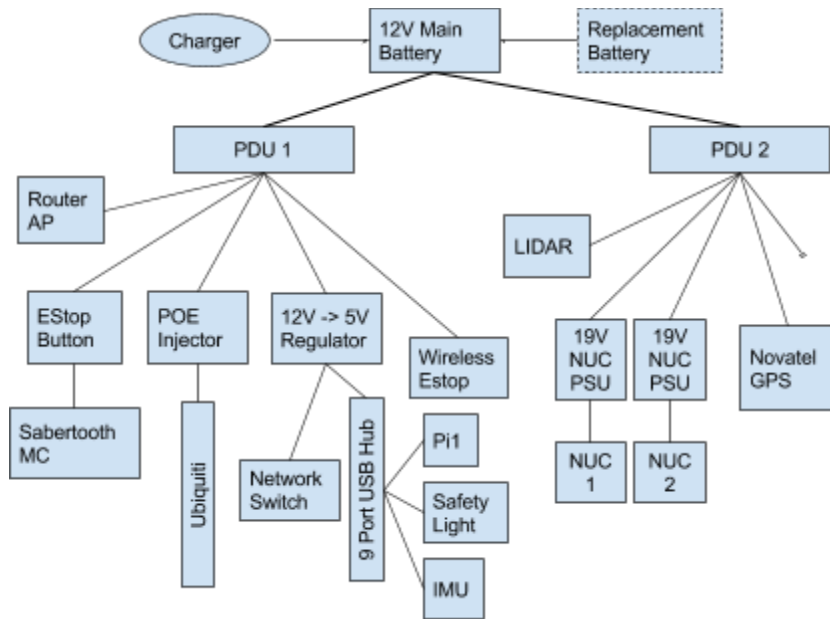 Charger
12V Main
Battery
Replacement
Battery
PDU 1
PDU 2
Router
AP
LIDAR
EStop
Button
POE
Injector
12V -> 5V
Regulator
Wireless
Estop
19V
NUC
PSU
19V
NUC
PSU
Novatel
GPS
Sabertooth
MC
Ubiquiti
Network
Switch
9 Port USB Hub
Pi1
Safety
Light
IMU
NUC
1
NUC
2